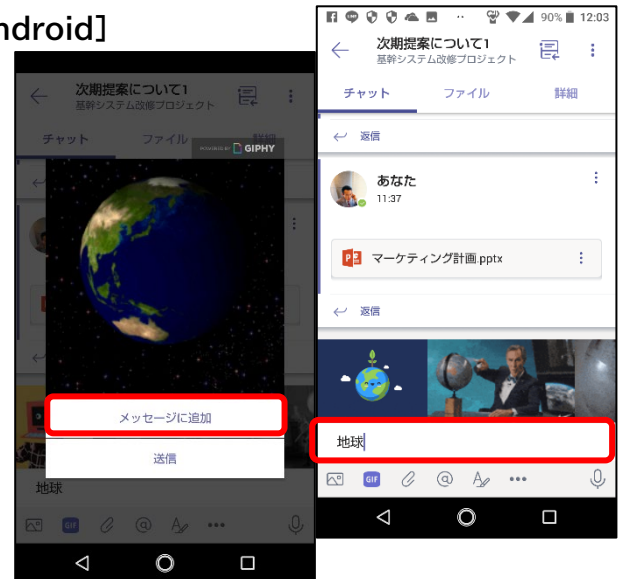 ndroid]
次期提案について1
基幹システム改修プロジェクト
チャット
ファイル
詳細
POWERED BY GIPHY
メッセージに追加
送信
地球
GIF
90% 12:03
次期提案について1
基幹システム改修プロジェクト
チャット
ファイル
詳細
返信
あなた
11:37
マーケティング計画.pptx
返信
地球
GIF